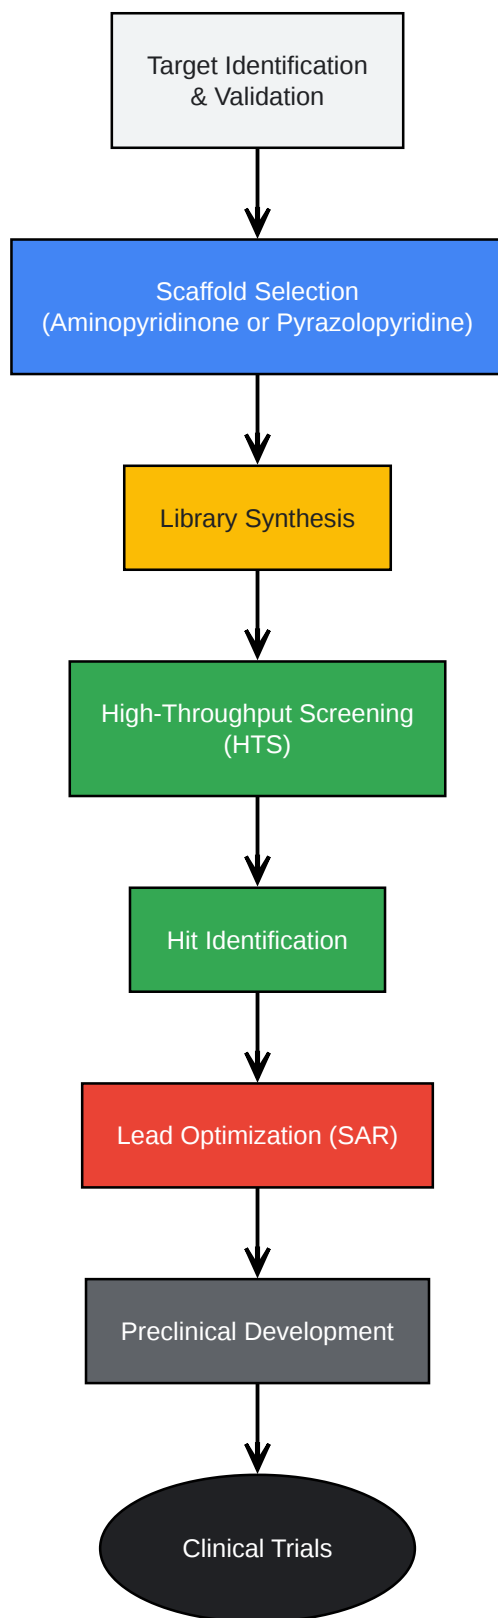 Target Identification
& Validation
Scaffold Selection
(Aminopyridinone or Pyrazolopyridine)
Library Synthesis
High-Throughput Screening
(HTS)
Hit Identification
Lead Optimization (SAR)
Preclinical Development
Clinical Trials